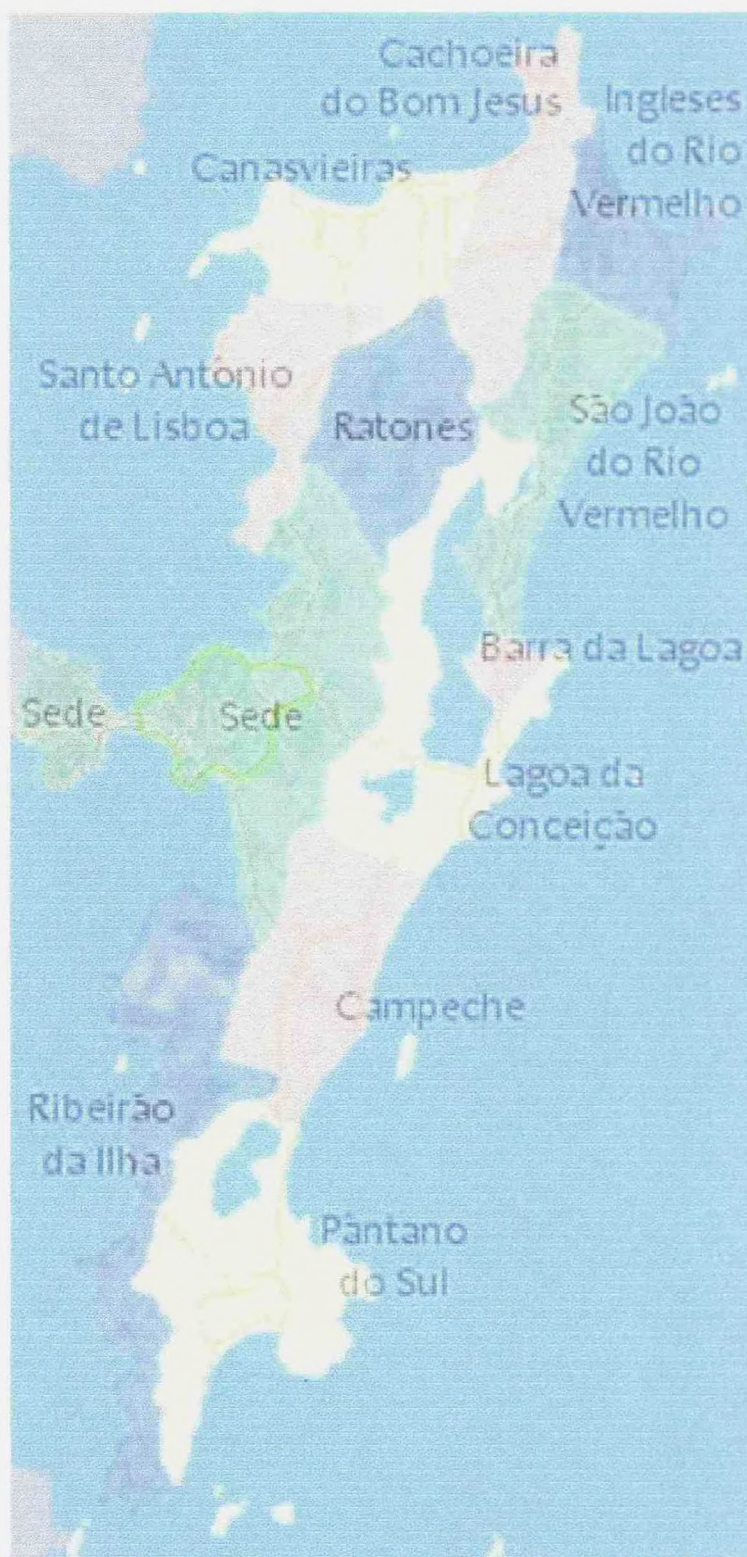 Cachoeira
do Bom Jesus
Ingleses
do Rio
Vermelho
Canasvieiras
Santo Antônio
de Lisboa
Ratones
São João
do Rio
Vermelho
Barra da Lagoa
Sede
Sede
Lagoa da
Conceição
Campeche
Ribeirão
da Ilha
Pântano
do Sul